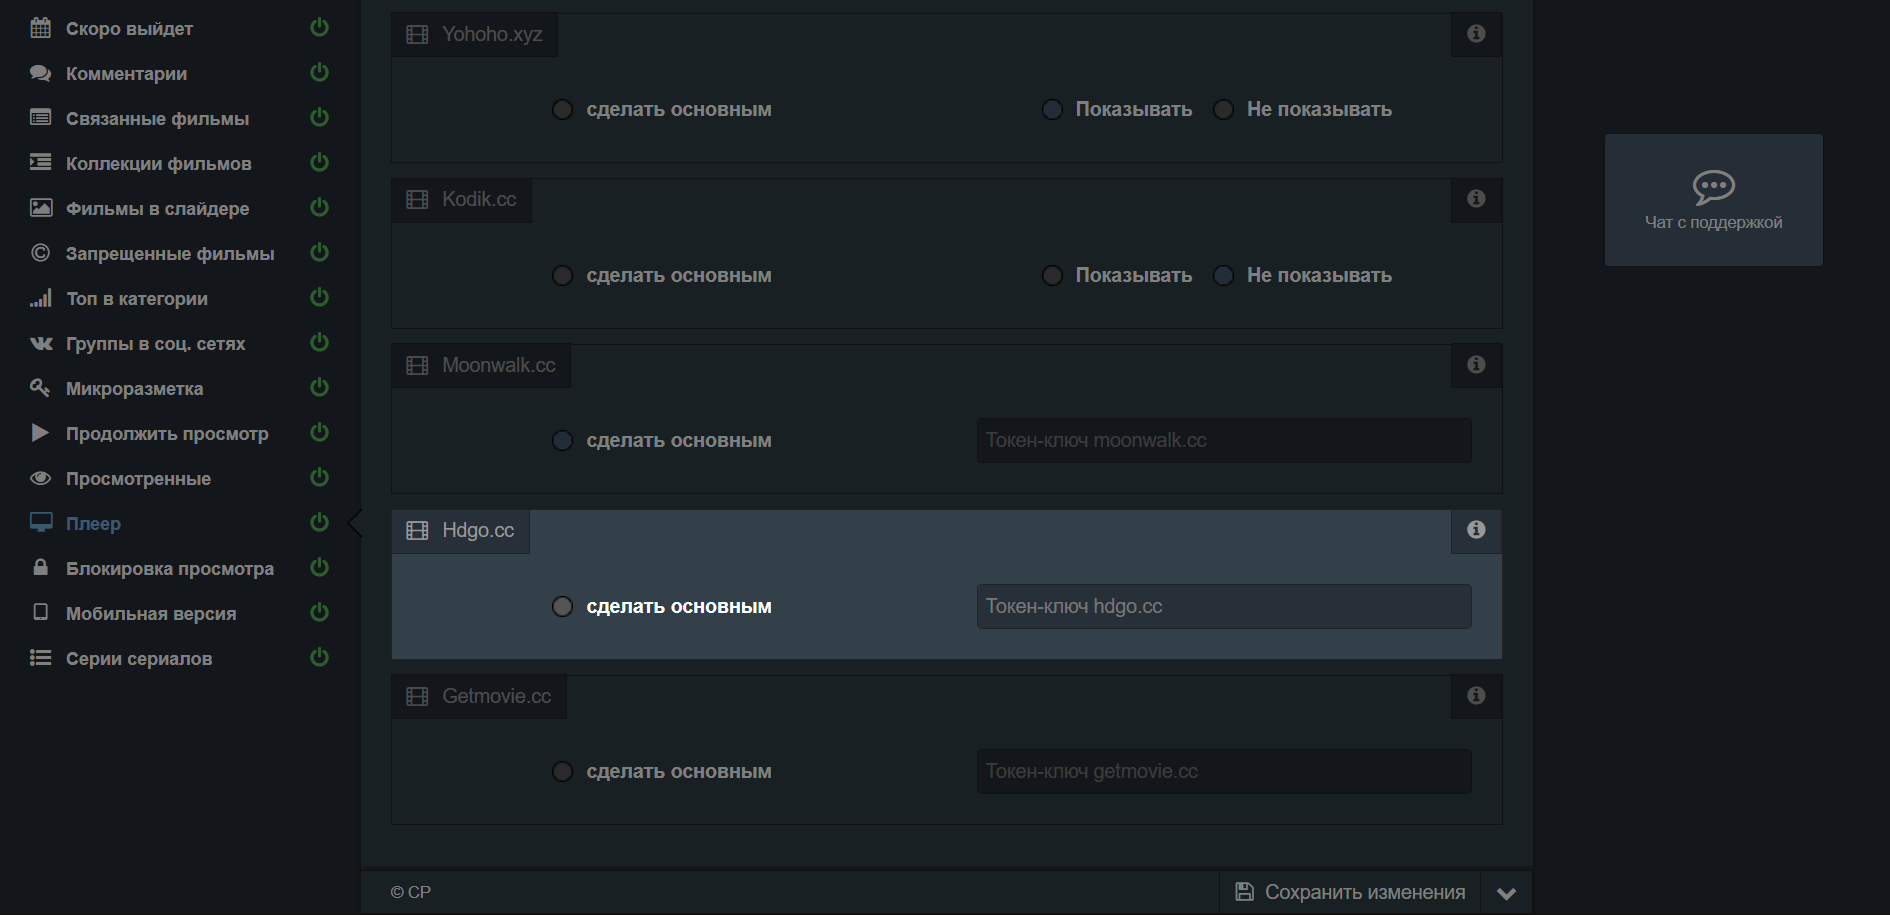 Скоро выйдет
Комментарии
Связанные фильмы
Коллекции фильмов
Фильмы в слайдере
Запрещенные фильмы
Топ в категории
Группы в соц. сетях
Микроразметка
Продолжить просмотр
Просмотренные
Плеер
Блокировка просмотра
Мобильная версия
Серии сериалов
Yohoho.xyz
сделать основным Показывать Не показывать
Kodik.cc
сделать основным Показывать Не показывать
Moonwalk.cc
сделать основным Токен-ключ moonwalk.cc
Hdgo.cc
сделать основным Токен-ключ hdgo.cc
Getmovie.cc
сделать основным Токен-ключ getmovie.cc
© CP Сохранить изменения
Чат с поддержкой